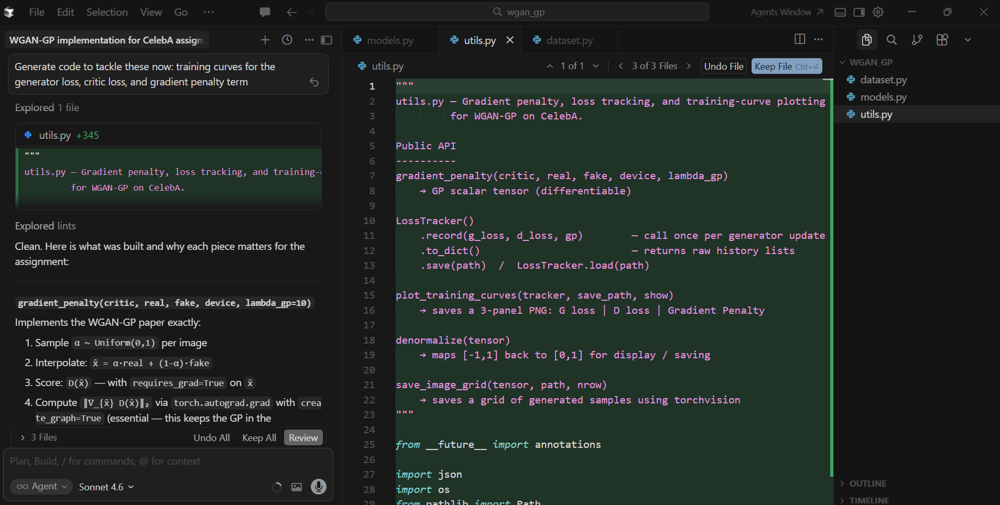 File Edit Selection View Go ···
wgan_gp
Agents Window ↗
WGAN-GP implementation for CelebA assign
Generate code to tackle these now: training curves for the
generator loss, critic loss, and gradient penalty term
Explored 1 file
utils.py +345
"""
utils.py — Gradient penalty, loss tracking, and training-
for WGAN-GP on CelebA.
Explored lints
Clean. Here is what was built and why each piece matters for the
assignment:
gradient_penalty(critic, real, fake, device, lambda_gp=10)
Implements the WGAN-GP paper exactly:
1. Sample α ~ Uniform(0,1) per image
2. Interpolate: x̂ = α·real + (1−α)·fake
3. Score: D(x̂) — with requires_grad=True on x̂
4. Compute ‖∇_{x̂} D(x̂)‖₂ via torch.autograd.grad with crea
te_graph=True (essential — this keeps the GP in the
3 Files Undo All Keep All Review
Plan, Build, / for commands, @ for context
Agent Sonnet 4.6
models.py utils.py dataset.py
utils.py 1 of 1 3 of 3 Files Undo File Keep File Ctrl+⏎
1 """
2 utils.py — Gradient penalty, loss tracking, and training-curve plotting
3 for WGAN-GP on CelebA.
4
5 Public API
6 ----------
7 gradient_penalty(critic, real, fake, device, lambda_gp)
8 → GP scalar tensor (differentiable)
9
10 LossTracker()
11 .record(g_loss, d_loss, gp) — call once per generator update
12 .to_dict() — returns raw history lists
13 .save(path) / LossTracker.load(path)
14
15 plot_training_curves(tracker, save_path, show)
16 → saves a 3-panel PNG: G loss | D loss | Gradient Penalty
17
18 denormalize(tensor)
19 → maps [-1,1] back to [0,1] for display / saving
20
21 save_image_grid(tensor, path, nrow)
22 → saves a grid of generated samples using torchvision
23 """
24
25 from __future__ import annotations
26
27 import json
28 import os
29 from pathlib import Path
WGAN_GP
dataset.py
models.py
utils.py
OUTLINE
TIMELINE